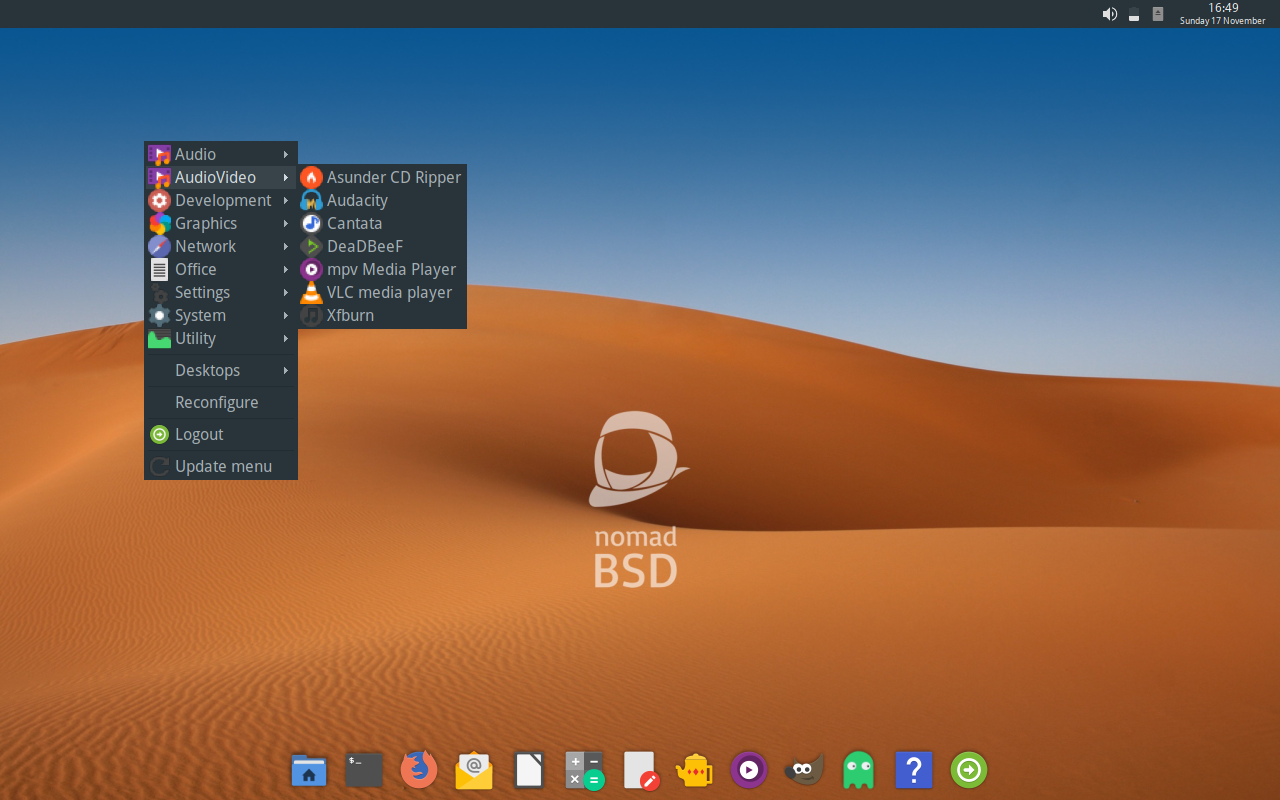 16:49
Sunday 17 November
Audio
AudioVideo
Development
Graphics
Network
Office
Settings
System
Utility
Desktops
Reconfigure
Logout
Update menu
Asunder CD Ripper
Audacity
Cantata
DeaDBeeF
mpv Media Player
VLC media player
Xfburn
nomad
BSD
$_
@
+ −
× =
?